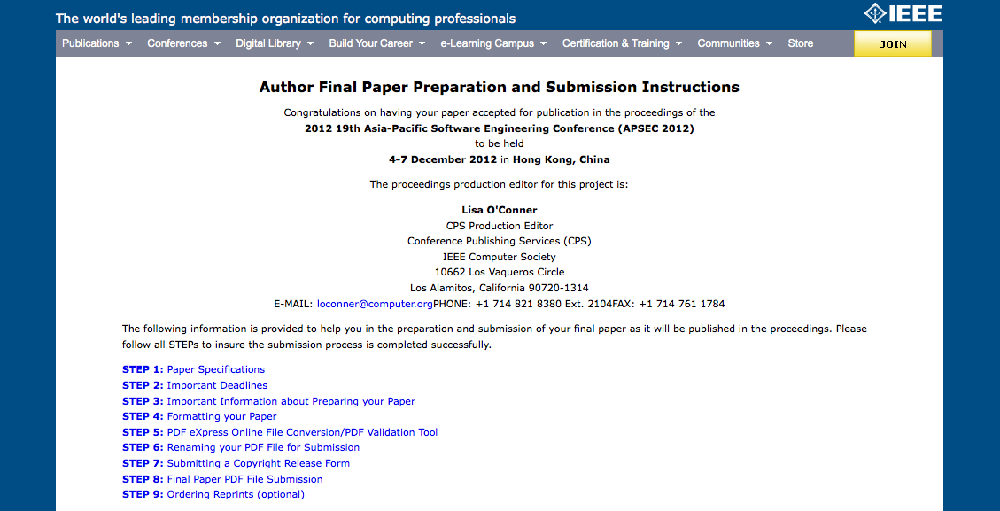 The world's leading membership organization for computing professionals
IEEE
Publications Conferences Digital Library Build Your Career e-Learning Campus Certification & Training Communities Store JOIN
Author Final Paper Preparation and Submission Instructions
Congratulations on having your paper accepted for publication in the proceedings of the
2012 19th Asia-Pacific Software Engineering Conference (APSEC 2012)
to be held
4-7 December 2012 in Hong Kong, China
The proceedings production editor for this project is:
Lisa O'Conner
CPS Production Editor
Conference Publishing Services (CPS)
IEEE Computer Society
10662 Los Vaqueros Circle
Los Alamitos, California 90720-1314
E-MAIL: loconner@computer.orgPHONE: +1 714 821 8380 Ext. 2104FAX: +1 714 761 1784
The following information is provided to help you in the preparation and submission of your final paper as it will be published in the proceedings. Please
follow all STEPs to insure the submission process is completed successfully.
STEP 1: Paper Specifications
STEP 2: Important Deadlines
STEP 3: Important Information about Preparing your Paper
STEP 4: Formatting your Paper
STEP 5: PDF eXpress Online File Conversion/PDF Validation Tool
STEP 6: Renaming your PDF File for Submission
STEP 7: Submitting a Copyright Release Form
STEP 8: Final Paper PDF File Submission
STEP 9: Ordering Reprints (optional)